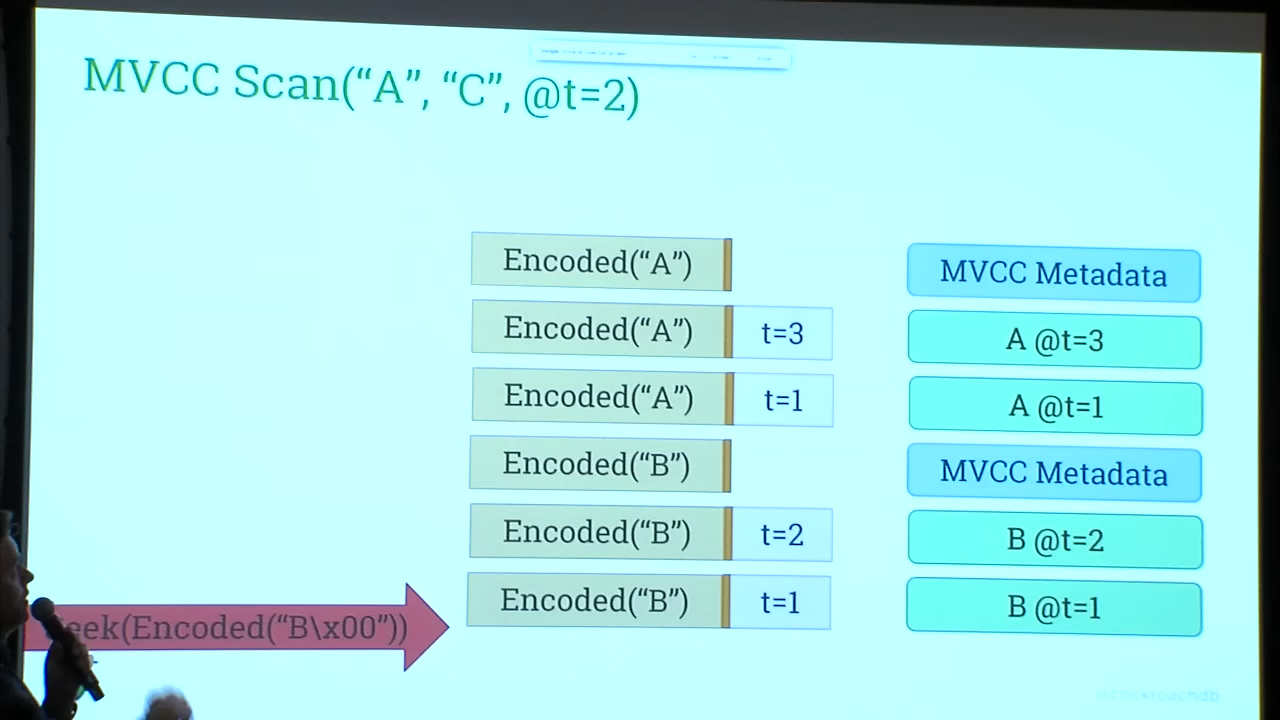 MVCC Scan(“A”, “C”, @t=2)
Encoded(“A”)
MVCC Metadata
Encoded(“A”) t=3
A @t=3
Encoded(“A”) t=1
A @t=1
Encoded(“B”)
MVCC Metadata
Encoded(“B”) t=2
B @t=2
Encoded(“B”) t=1
B @t=1
eek(Encoded(“B\x00”))
@cockroachdb